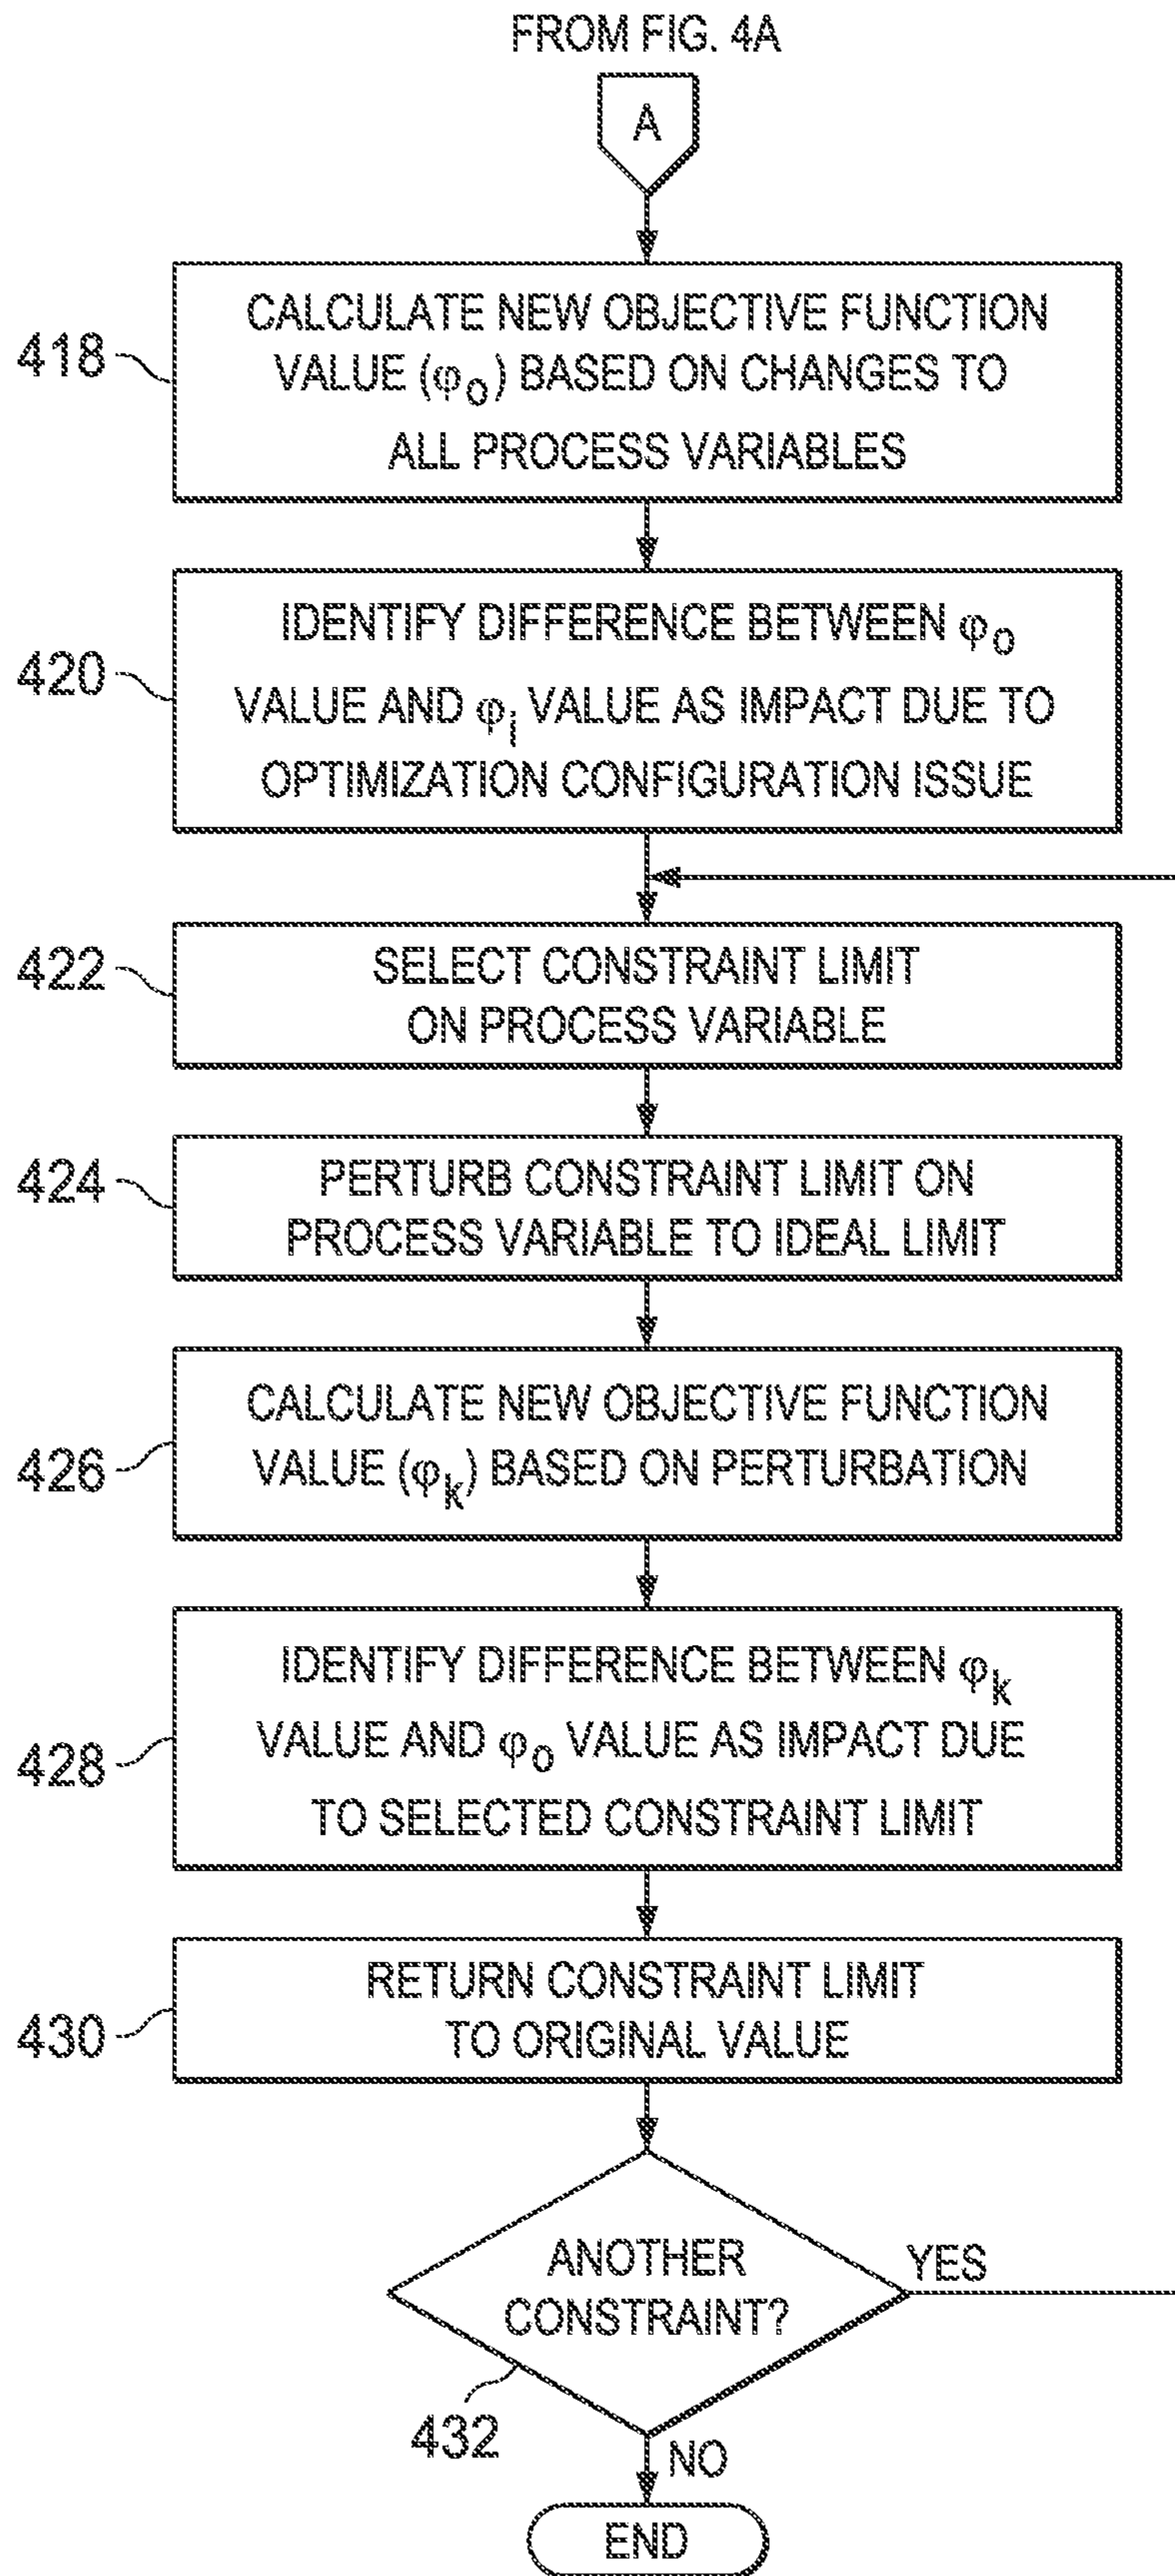 FROM FIG. 4A
A
418
CALCULATE NEW OBJECTIVE FUNCTION
VALUE (φo) BASED ON CHANGES TO
ALL PROCESS VARIABLES
420
IDENTIFY DIFFERENCE BETWEEN φo
VALUE AND φi VALUE AS IMPACT DUE TO
OPTIMIZATION CONFIGURATION ISSUE
422
SELECT CONSTRAINT LIMIT
ON PROCESS VARIABLE
424
PERTURB CONSTRAINT LIMIT ON
PROCESS VARIABLE TO IDEAL LIMIT
426
CALCULATE NEW OBJECTIVE FUNCTION
VALUE (φk) BASED ON PERTURBATION
428
IDENTIFY DIFFERENCE BETWEEN φk
VALUE AND φo VALUE AS IMPACT DUE
TO SELECTED CONSTRAINT LIMIT
430
RETURN CONSTRAINT LIMIT
TO ORIGINAL VALUE
ANOTHER
CONSTRAINT?
YES
432
NO
END